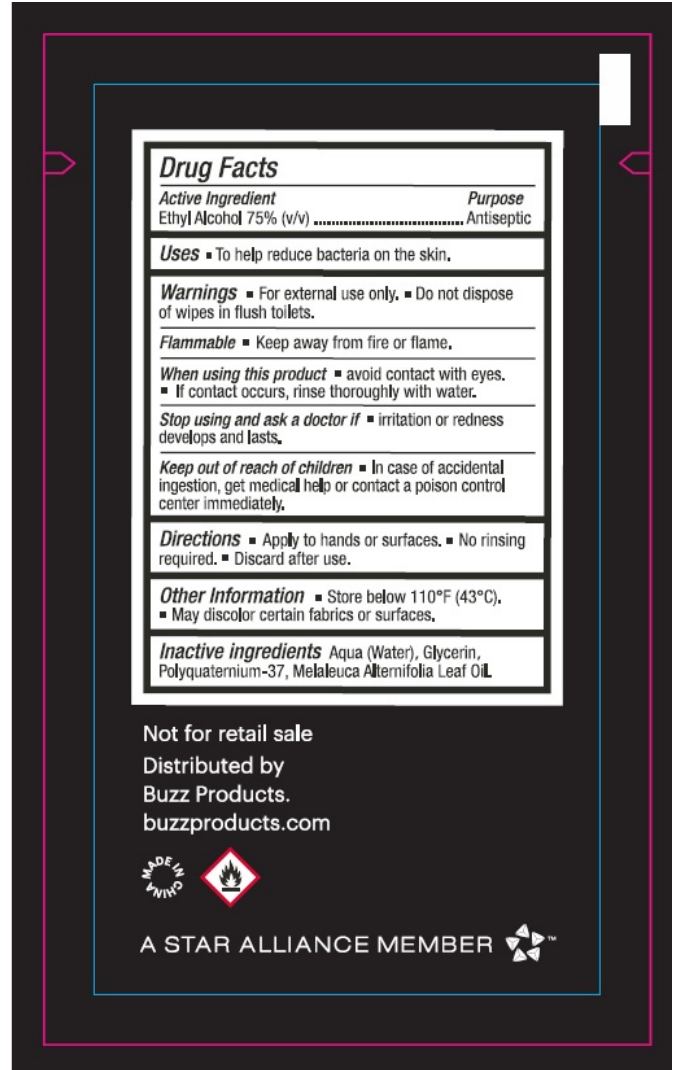 Drug Facts
Active Ingredient Purpose
Ethyl Alcohol 75% (v/v) ...................................... Antiseptic
Uses ▪ To help reduce bacteria on the skin.
Warnings ▪ For external use only. ▪ Do not dispose
of wipes in flush toilets.
Flammable ▪ Keep away from fire or flame.
When using this product ▪ avoid contact with eyes.
▪ If contact occurs, rinse thoroughly with water.
Stop using and ask a doctor if ▪ irritation or redness
develops and lasts.
Keep out of reach of children ▪ In case of accidental
ingestion, get medical help or contact a poison control
center immediately.
Directions ▪ Apply to hands or surfaces. ▪ No rinsing
required. ▪ Discard after use.
Other Information ▪ Store below 110°F (43°C).
▪ May discolor certain fabrics or surfaces.
Inactive ingredients Aqua (Water), Glycerin,
Polyquaternium-37, Melaleuca Alternifolia Leaf Oil.
Not for retail sale
Distributed by
Buzz Products.
buzzproducts.com
MADE IN CHINA
A STAR ALLIANCE MEMBER ™